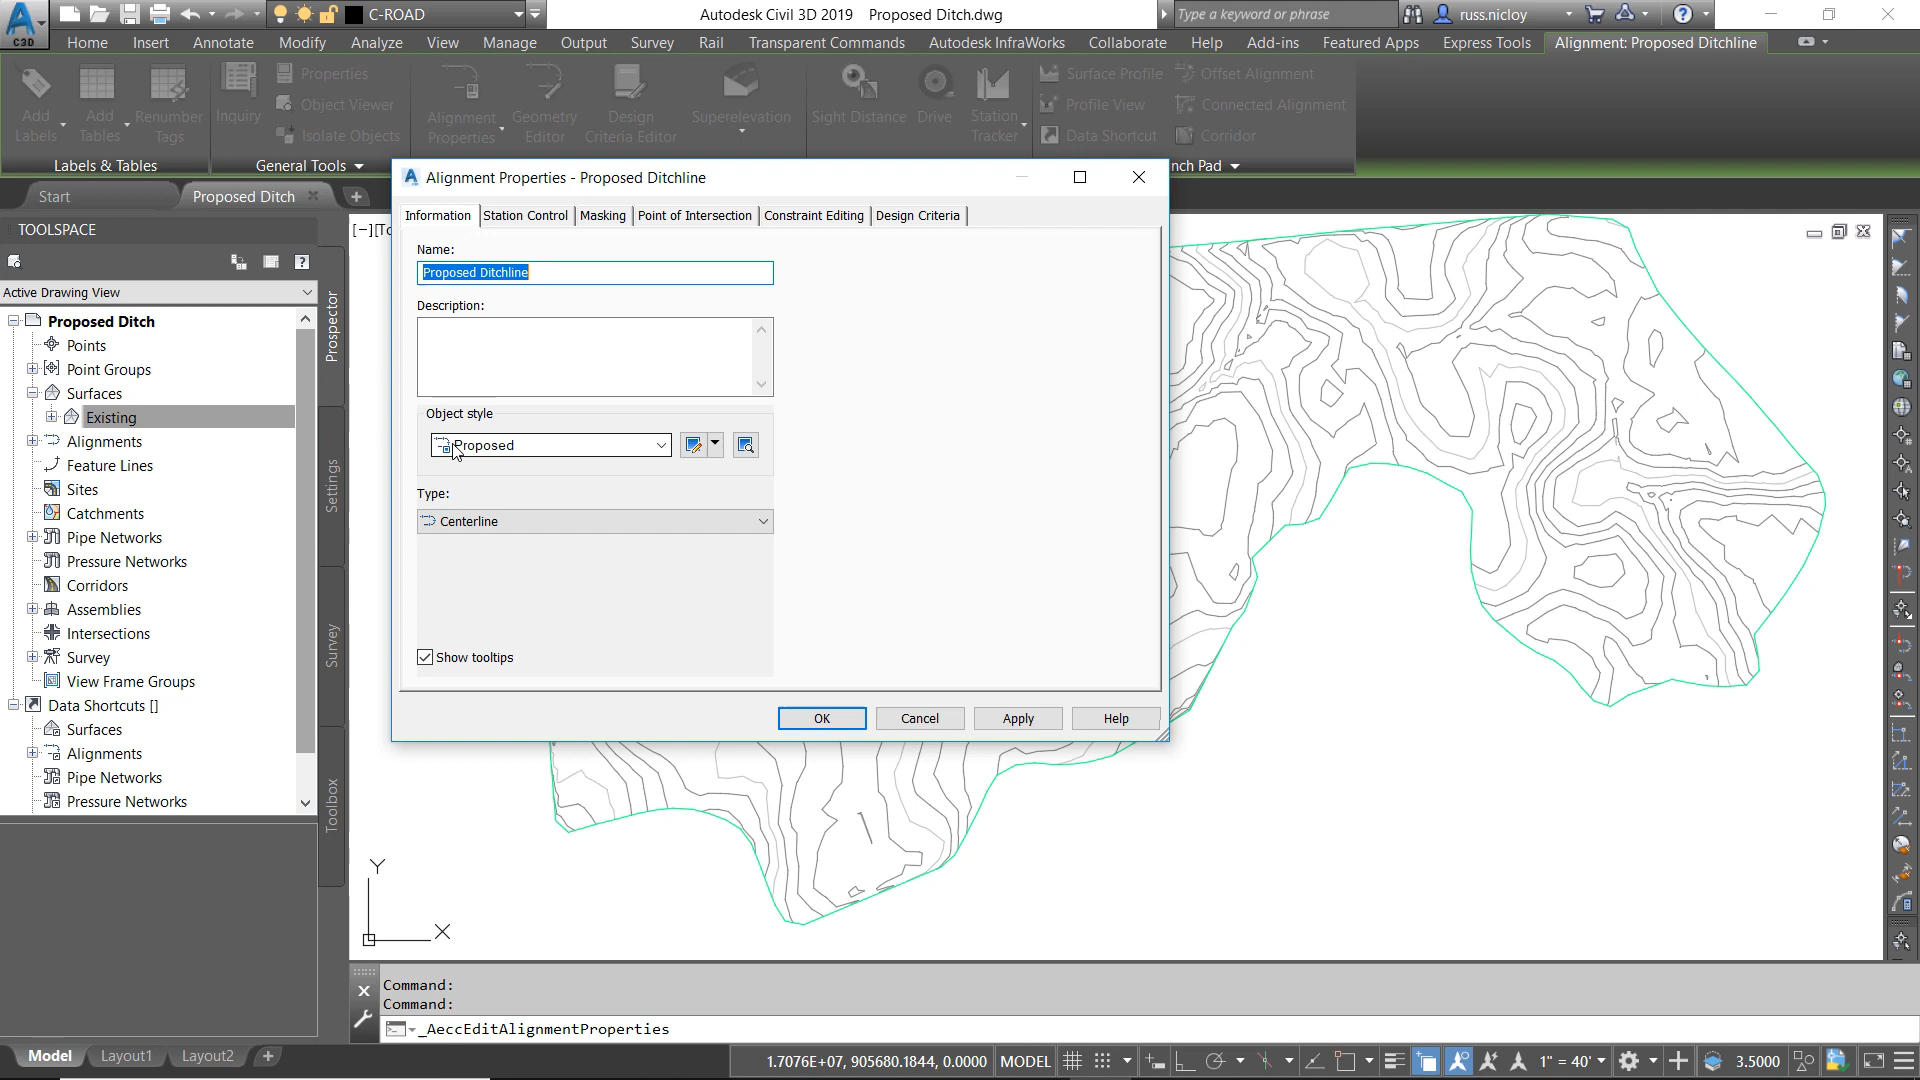 C3D
C-ROAD
Autodesk Civil 3D 2019 Proposed Ditch.dwg
Type a keyword or phrase
russ.nicloy
Home Insert Annotate Modify Analyze View Manage Output Survey Rail Transparent Commands Autodesk InfraWorks Collaborate Help Add-ins Featured Apps Express Tools Alignment: Proposed Ditchline
Add Labels
Add Tables
Renumber Tags
Labels & Tables
Inquiry
Properties
Object Viewer
Isolate Objects
General Tools
Alignment Properties
Geometry Editor
Design Criteria Editor
Superelevation
Sight Distance
Drive
Station Tracker
Surface Profile
Profile View
Data Shortcut
Offset Alignment
Connected Alignment
Corridor
nch Pad
Start
Proposed Ditch
TOOLSPACE
Active Drawing View
Proposed Ditch
Points
Point Groups
Surfaces
Existing
Alignments
Feature Lines
Sites
Catchments
Pipe Networks
Pressure Networks
Corridors
Assemblies
Intersections
Survey
View Frame Groups
Data Shortcuts []
Surfaces
Alignments
Pipe Networks
Pressure Networks
Prospector
Settings
Survey
Toolbox
[−][To
Alignment Properties - Proposed Ditchline
Information Station Control Masking Point of Intersection Constraint Editing Design Criteria
Name:
Proposed Ditchline
Description:
Object style
Proposed
Type:
Centerline
Show tooltips
OK Cancel Apply Help
Y
X
Command:
Command:
_AeccEditAlignmentProperties
Model Layout1 Layout2
1.7076E+07, 905680.1844, 0.0000 MODEL 1" = 40' 3.5000